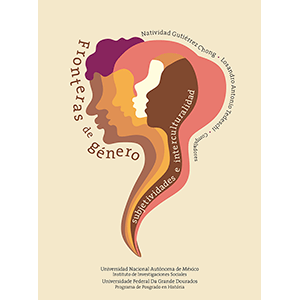 Natividad Gutiérrez Chong • Losandro Antonio Tedeschi • Compiladores
Fronteras de género
subjetividades e interculturalidad
Universidad Nacional Autónoma de México
Instituto de Investigaciones Sociales
Universidade Federal Da Grande Dourados
Programa de Posgrado en História